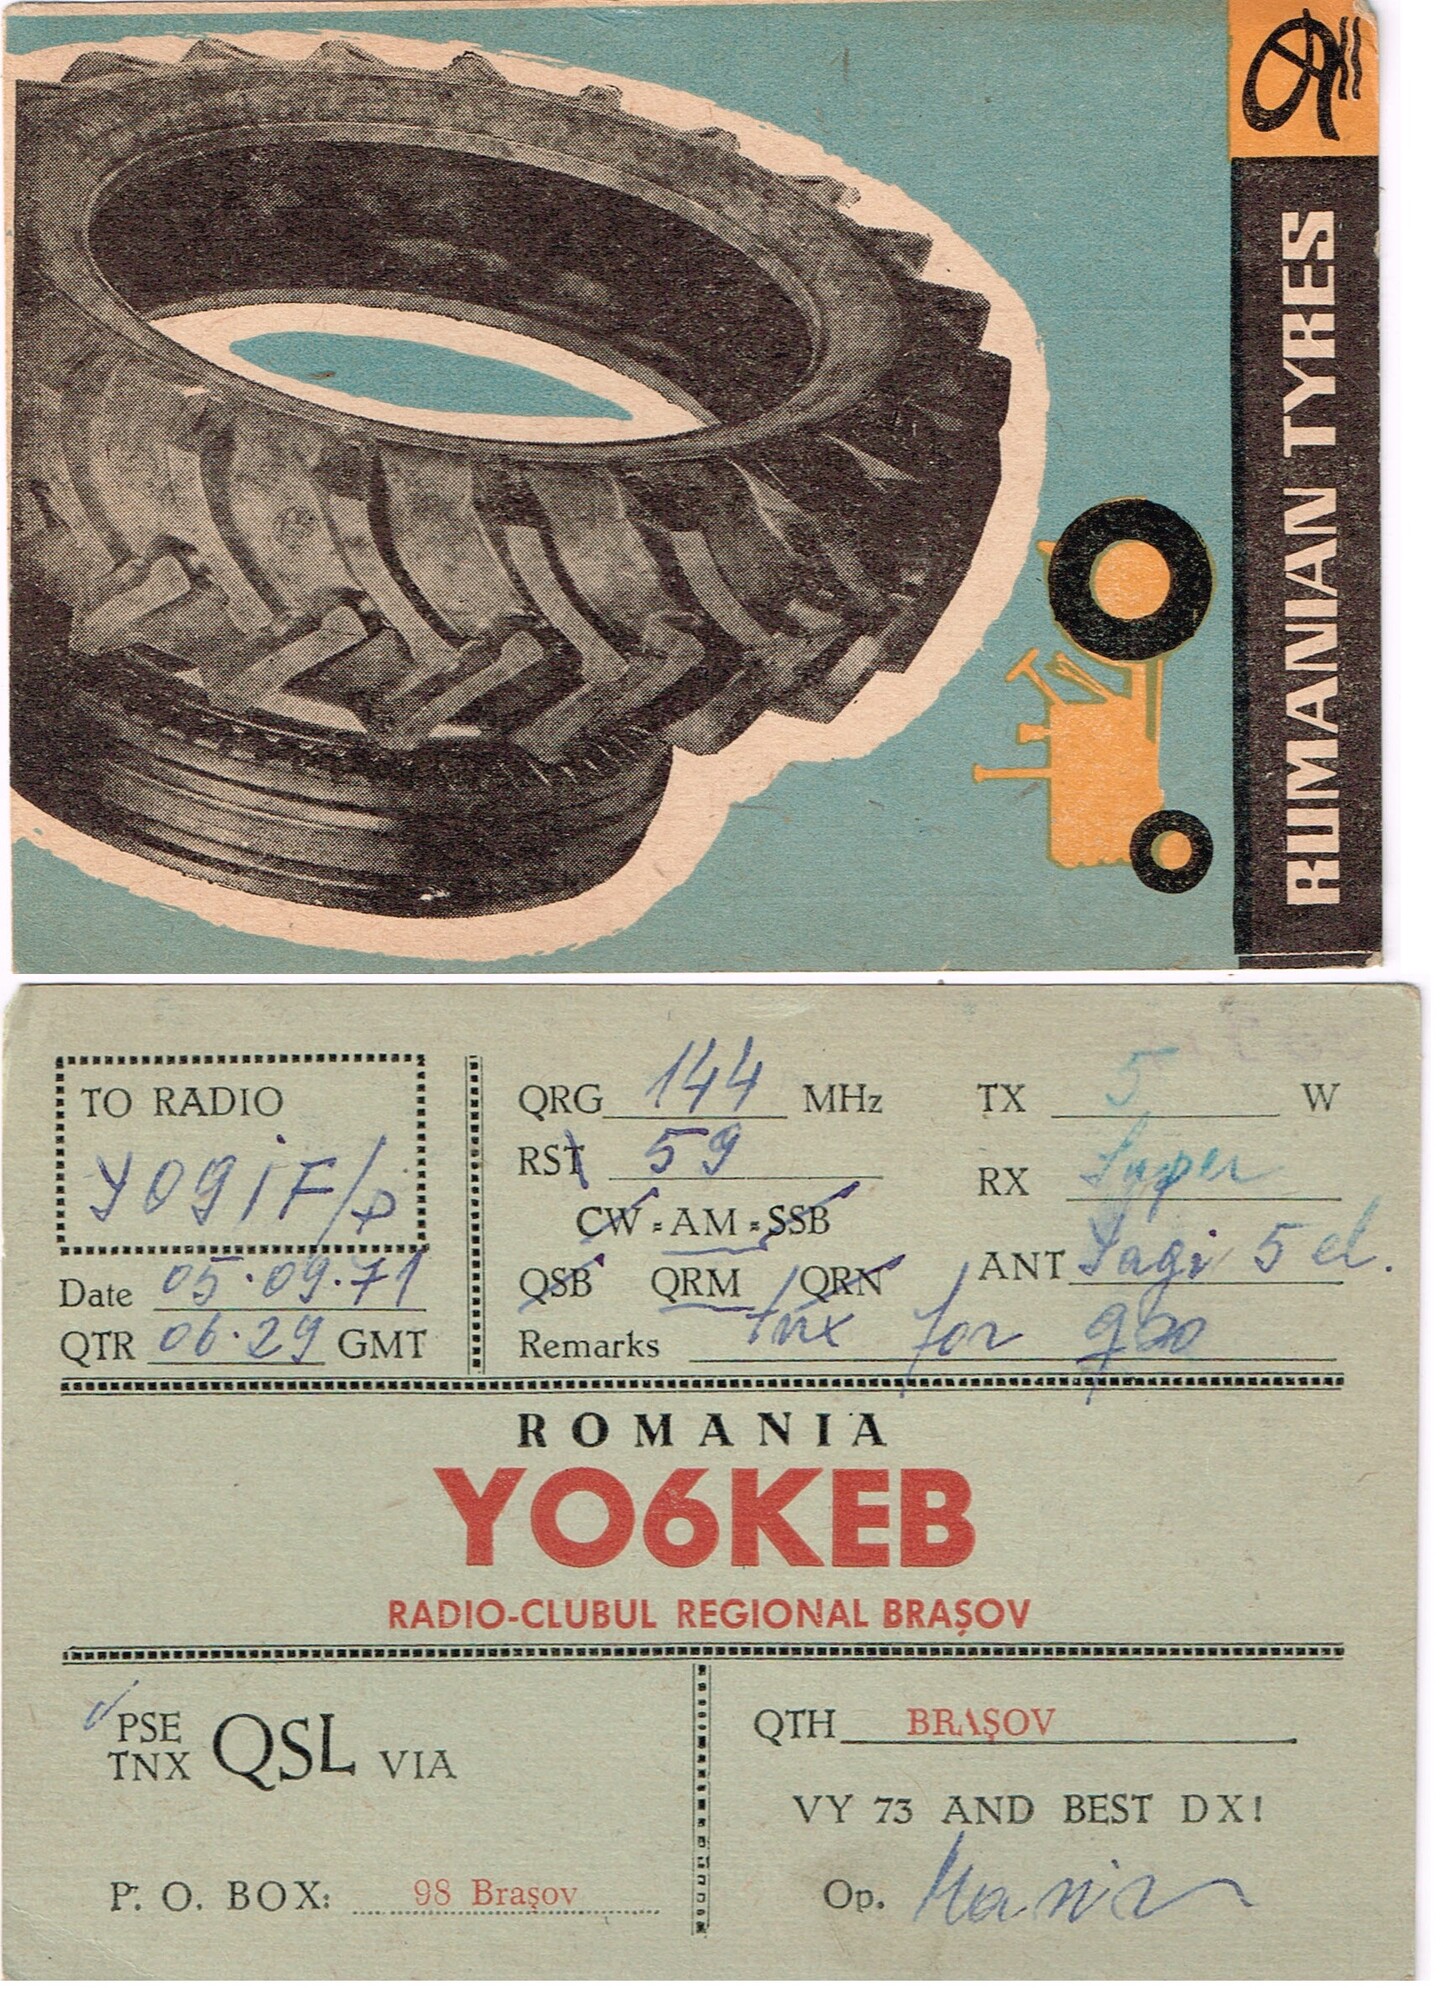 RUMANIAN TYRES
TO RADIO
YO9iF/p
Date 05.09.71
QTR 06.29 GMT
QRG 144 MHz
RST 59
CW = AM = SSB
QSB QRM QRN
Remarks tnx for qso
TX 5 W
RX Super
ANT Yagi 5 el.
ROMANIA
YO6KEB
RADIO-CLUBUL REGIONAL BRAȘOV
PSE
TNX QSL VIA
P. O. BOX: 98 Brașov
QTH BRAȘOV
VY 73 AND BEST DX!
Op.